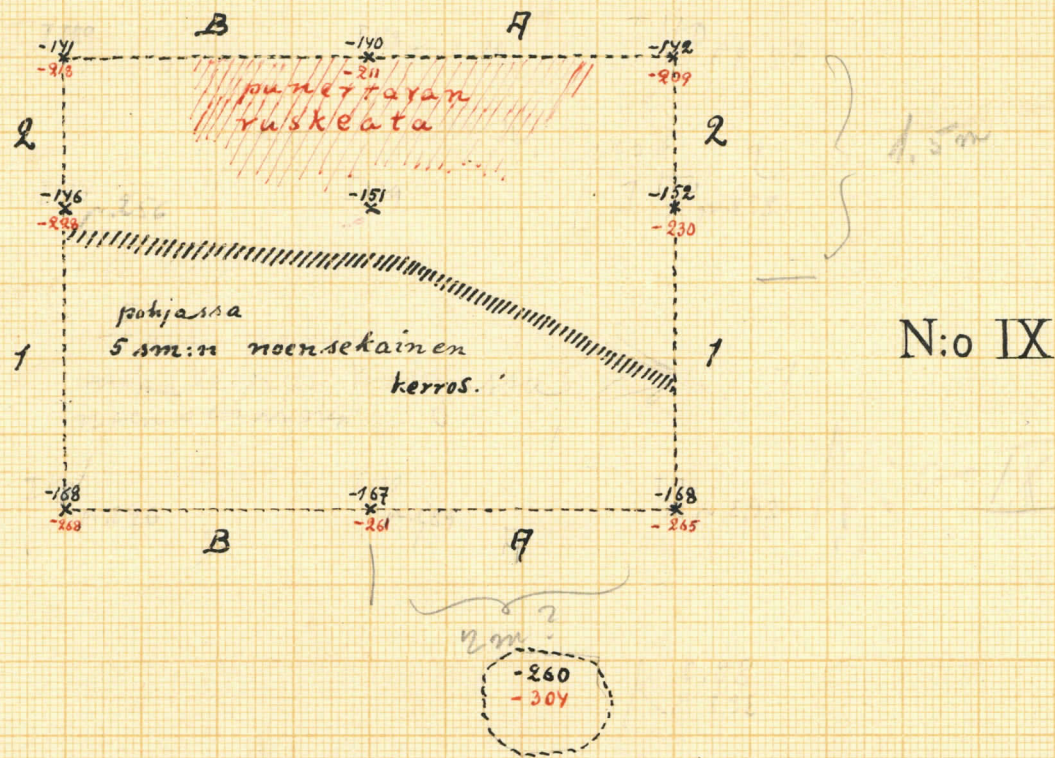 B A
-141 -140 -142
-218 -211 -209
punertavan
ruskeata
2 2
1.5 m
-146 -151 -152
-228 -230
pohjassa
5 sm:n noensekainen
kerros.
1 1
N:o IX
-168 -167 -168
-268 -261 -265
B A
2 m ?
-260
-304